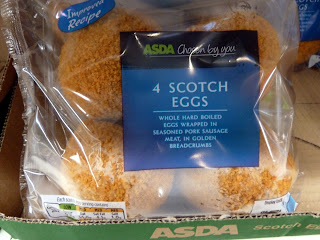 Improved
Recipe
ASDA Chosen by you
4 SCOTCH
EGGS
WHOLE HARD BOILED
EGGS WRAPPED IN
SEASONED PORK SAUSAGE
MEAT, IN GOLDEN
BREADCRUMBS
ASDA Scotch